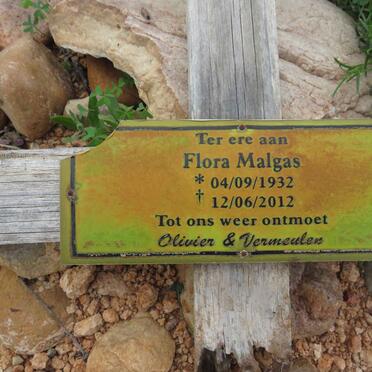 Ter ere aan
Flora Malgas
* 04/09/1932
† 12/06/2012
Tot ons weer ontmoet
Olivier & Vermeulen